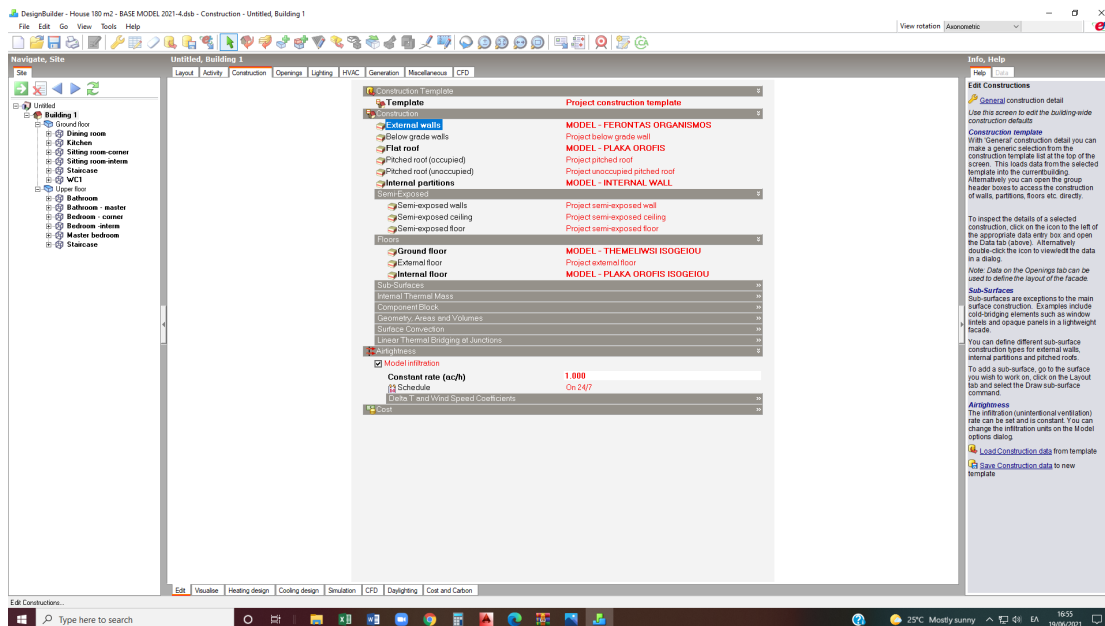 DesignBuilder - House 180 m2 - BASE MODEL 2021-4.dsb - Construction - Untitled, Building 1
File Edit Go View Tools Help
View rotation Axonometric
Navigate, Site
Site
Untitled
Building 1
Ground floor
Dining room
Kitchen
Sitting room-corner
Sitting room-interm
Staircase
WC1
Upper floor
Bathroom
Bathroom - master
Bedroom - corner
Bedroom -interm
Master bedroom
Staircase
Untitled, Building 1
Layout Activity Construction Openings Lighting HVAC Generation Miscellaneous CFD
Construction Template
Template Project construction template
Construction
External walls MODEL - FERONTAS ORGANISMOS
Below grade walls Project below grade wall
Flat roof MODEL - PLAKA OROFIS
Pitched roof (occupied) Project pitched roof
Pitched roof (unoccupied) Project unoccupied pitched roof
Internal partitions MODEL - INTERNAL WALL
Semi-Exposed
Semi-exposed walls Project semi-exposed wall
Semi-exposed ceiling Project semi-exposed ceiling
Semi-exposed floor Project semi-exposed floor
Floors
Ground floor MODEL - THEMELIWSI ISOGEIOU
External floor Project external floor
Internal floor MODEL - PLAKA OROFIS ISOGEIOU
Sub-Surfaces
Internal Thermal Mass
Component Block
Geometry, Areas and Volumes
Surface Convection
Linear Thermal Bridging at Junctions
Airtightness
Model infiltration
Constant rate (ac/h) 1.000
Schedule On 24/7
Delta T and Wind Speed Coefficients
Cost
Edit Visualise Heating design Cooling design Simulation CFD Daylighting Cost and Carbon
Info, Help
Help Data
Edit Constructions
General construction detail
Use this screen to edit the building-wide
construction defaults
Construction template
With 'General' construction detail you can
make a generic selection from the
construction template list at the top of the
screen. This loads data from the selected
template into the currentbuilding.
Alternatively you can open the group
header boxes to access the construction
of walls, partitions, floors etc. directly.
To inspect the details of a selected
construction, click on the icon to the left of
the appropriate data entry box and open
the Data tab (above). Alternatively
double-click the icon to view/edit the data
in a dialog.
Note: Data on the Openings tab can be
used to define the layout of the facade.
Sub-Surfaces
Sub-surfaces are exceptions to the main
surface construction. Examples include
cold-bridging elements such as window
lintels and opaque panels in a lightweight
facade.
You can define different sub-surface
construction types for external walls,
internal partitions and pitched roofs.
To add a sub-surface, go to the surface
you wish to work on, click on the Layout
tab and select the Draw sub-surface
command.
Airtightness
The infiltration (unintentional ventilation)
rate can be set and is constant. You can
change the infiltration units on the Model
options dialog.
Load Construction data from template
Save Construction data to new
template
Edit Constructions...
Type here to search
25°C Mostly sunny
ΕΛ
16:55
19/06/2021